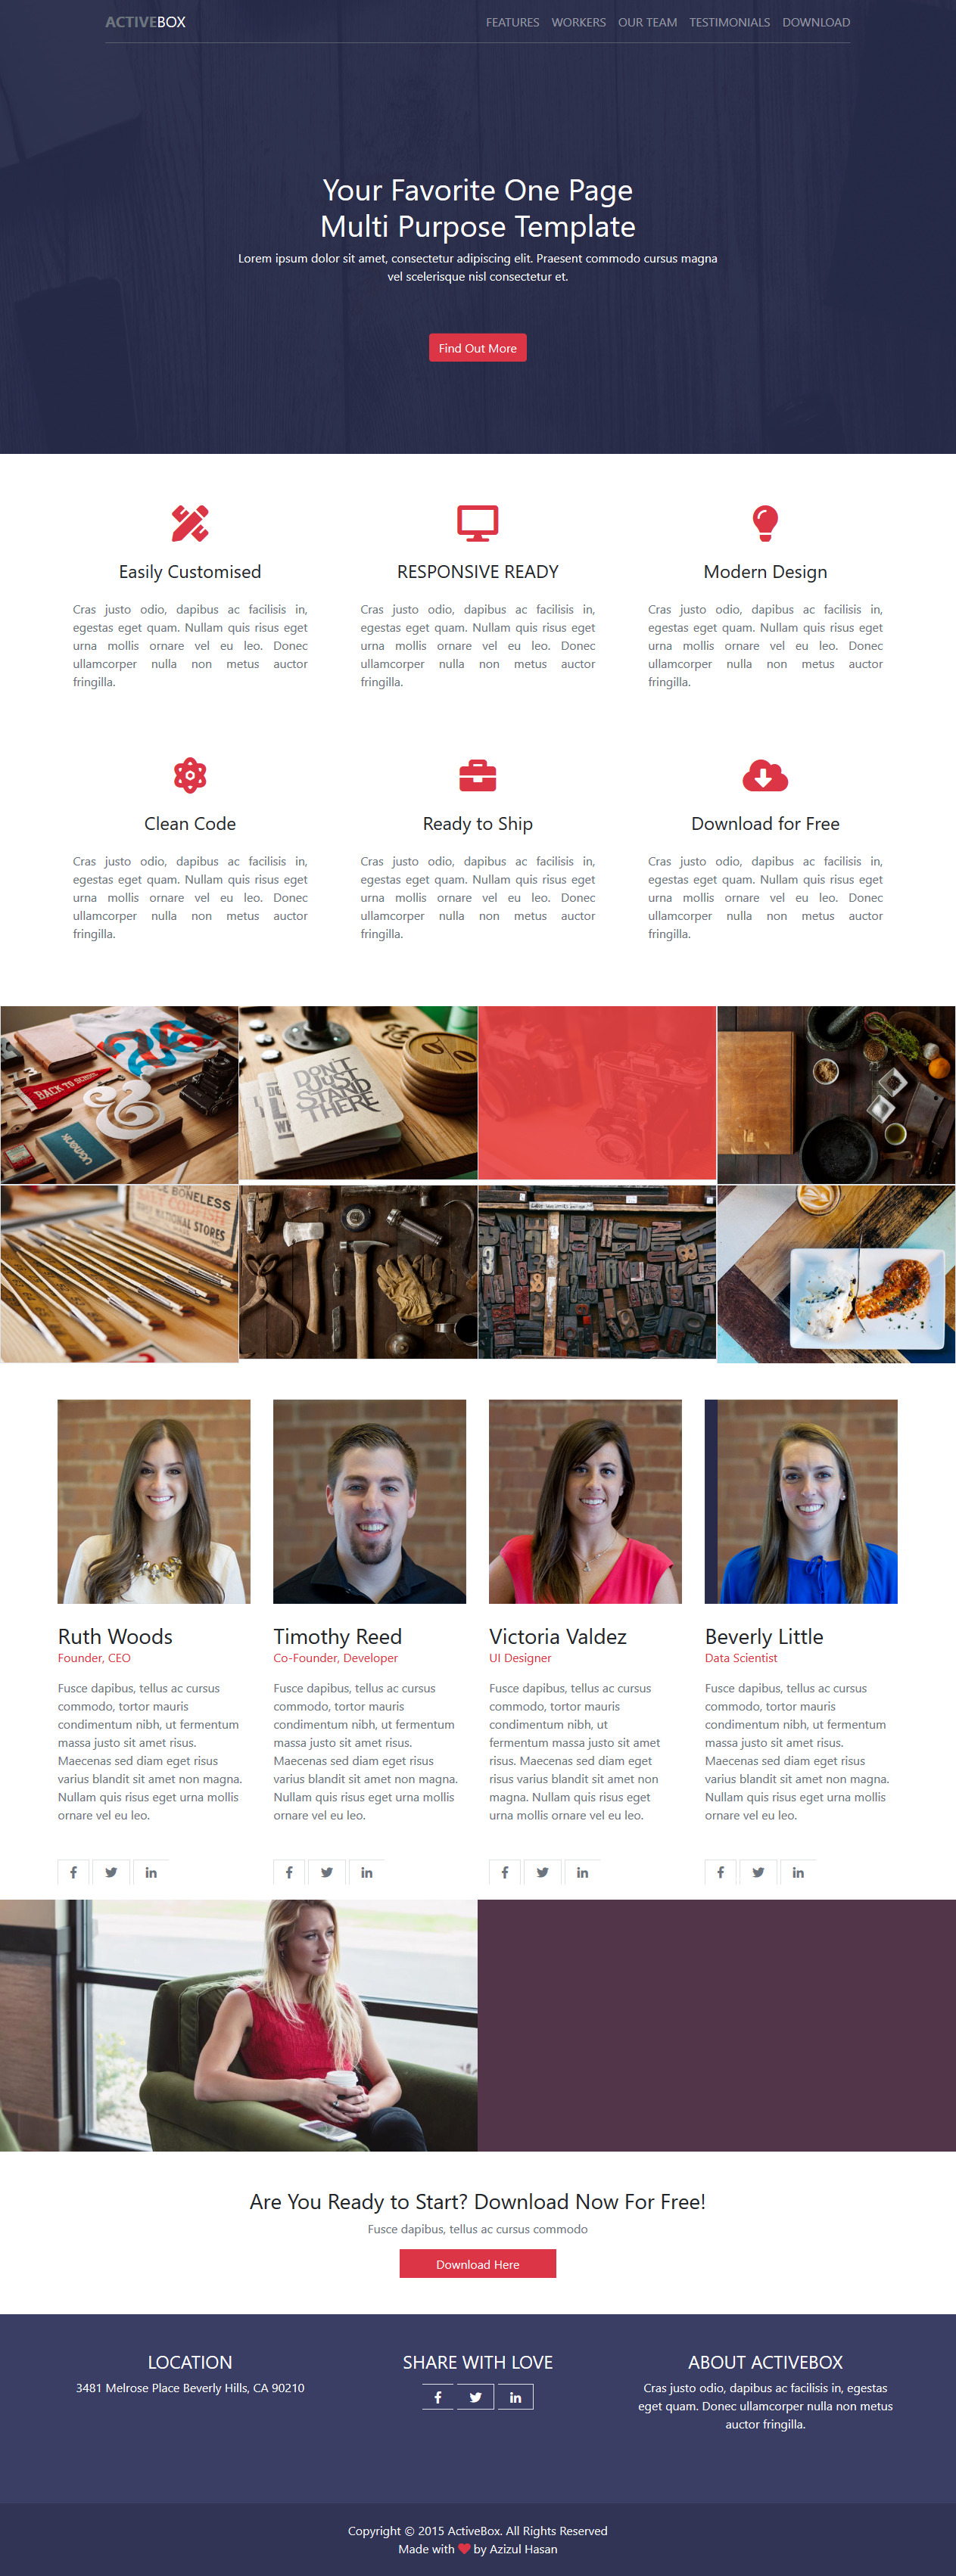 ACTIVEBOX FEATURES WORKERS OUR TEAM TESTIMONIALS DOWNLOAD
Your Favorite One Page
Multi Purpose Template
Lorem ipsum dolor sit amet, consectetur adipiscing elit. Praesent commodo cursus magna
vel scelerisque nisl consectetur et.
Find Out More
Easily Customised
Cras justo odio, dapibus ac facilisis in,
egestas eget quam. Nullam quis risus eget
urna mollis ornare vel eu leo. Donec
ullamcorper nulla non metus auctor
fringilla.
RESPONSIVE READY
Cras justo odio, dapibus ac facilisis in,
egestas eget quam. Nullam quis risus eget
urna mollis ornare vel eu leo. Donec
ullamcorper nulla non metus auctor
fringilla.
Modern Design
Cras justo odio, dapibus ac facilisis in,
egestas eget quam. Nullam quis risus eget
urna mollis ornare vel eu leo. Donec
ullamcorper nulla non metus auctor
fringilla.
Clean Code
Cras justo odio, dapibus ac facilisis in,
egestas eget quam. Nullam quis risus eget
urna mollis ornare vel eu leo. Donec
ullamcorper nulla non metus auctor
fringilla.
Ready to Ship
Cras justo odio, dapibus ac facilisis in,
egestas eget quam. Nullam quis risus eget
urna mollis ornare vel eu leo. Donec
ullamcorper nulla non metus auctor
fringilla.
Download for Free
Cras justo odio, dapibus ac facilisis in,
egestas eget quam. Nullam quis risus eget
urna mollis ornare vel eu leo. Donec
ullamcorper nulla non metus auctor
fringilla.
BACK TO SCHOOL
DON'T
JUST
STAND
THERE
BONELESS
NATIONAL STORES
Ruth Woods
Founder, CEO
Fusce dapibus, tellus ac cursus
commodo, tortor mauris
condimentum nibh, ut fermentum
massa justo sit amet risus.
Maecenas sed diam eget risus
varius blandit sit amet non magna.
Nullam quis risus eget urna mollis
ornare vel eu leo.
Timothy Reed
Co-Founder, Developer
Fusce dapibus, tellus ac cursus
commodo, tortor mauris
condimentum nibh, ut fermentum
massa justo sit amet risus.
Maecenas sed diam eget risus
varius blandit sit amet non magna.
Nullam quis risus eget urna mollis
ornare vel eu leo.
Victoria Valdez
UI Designer
Fusce dapibus, tellus ac cursus
commodo, tortor mauris
condimentum nibh, ut
fermentum massa justo sit amet
risus. Maecenas sed diam eget
risus varius blandit sit amet non
magna. Nullam quis risus eget
urna mollis ornare vel eu leo.
Beverly Little
Data Scientist
Fusce dapibus, tellus ac cursus
commodo, tortor mauris
condimentum nibh, ut fermentum
massa justo sit amet risus.
Maecenas sed diam eget risus
varius blandit sit amet non magna.
Nullam quis risus eget urna mollis
ornare vel eu leo.
Are You Ready to Start? Download Now For Free!
Fusce dapibus, tellus ac cursus commodo
Download Here
LOCATION
3481 Melrose Place Beverly Hills, CA 90210
SHARE WITH LOVE
ABOUT ACTIVEBOX
Cras justo odio, dapibus ac facilisis in, egestas
eget quam. Donec ullamcorper nulla non metus
auctor fringilla.
Copyright © 2015 ActiveBox. All Rights Reserved
Made with ❤ by Azizul Hasan